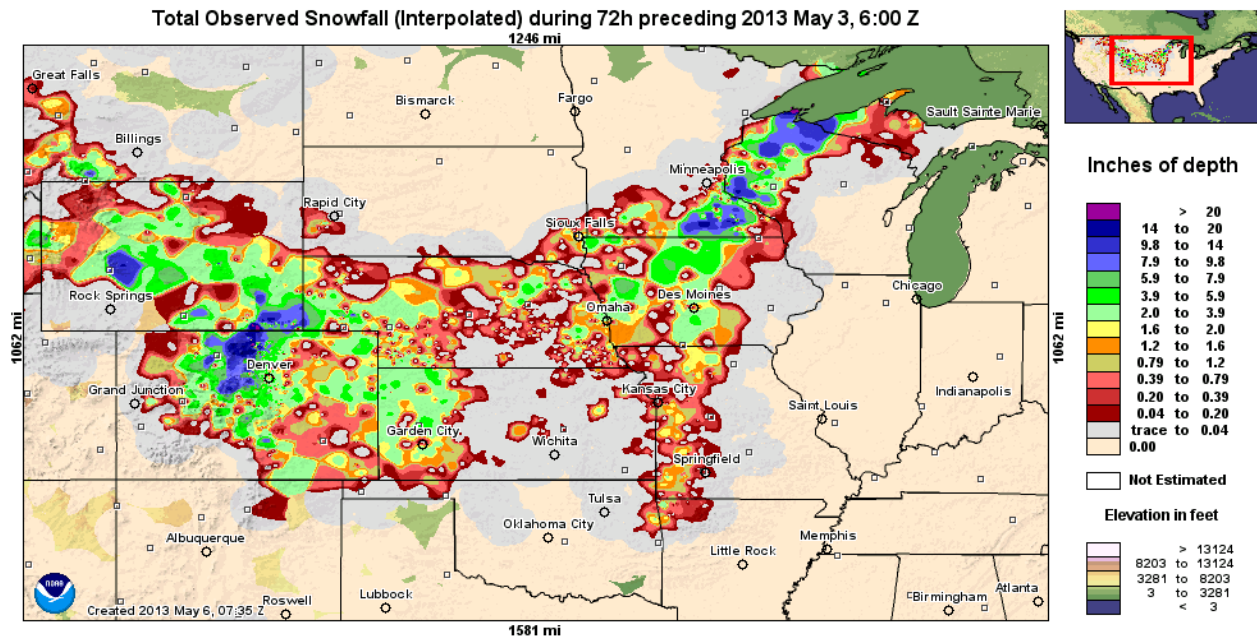 Total Observed Snowfall (Interpolated) during 72h preceding 2013 May 3, 6:00 Z
1246 mi
Great Falls
Bismarck
Fargo
Sault Sainte Marie
Billings
Minneapolis
Rapid City
Sioux Falls
Rock Springs
Chicago
Omaha
Des Moines
1062 mi
1062 mi
Denver
Grand Junction
Kansas City
Indianapolis
Saint Louis
Garden City
Wichita
Springfield
Tulsa
Oklahoma City
Albuquerque
Little Rock
Memphis
Roswell
Lubbock
Birmingham
Atlanta
NOAA
Created 2013 May 6, 07:35 Z
1581 mi
Inches of depth
> 20
14 to 20
9.8 to 14
7.9 to 9.8
5.9 to 7.9
3.9 to 5.9
2.0 to 3.9
1.6 to 2.0
1.2 to 1.6
0.79 to 1.2
0.39 to 0.79
0.20 to 0.39
0.04 to 0.20
trace to 0.04
0.00
Not Estimated
Elevation in feet
> 13124
8203 to 13124
3281 to 8203
3 to 3281
< 3